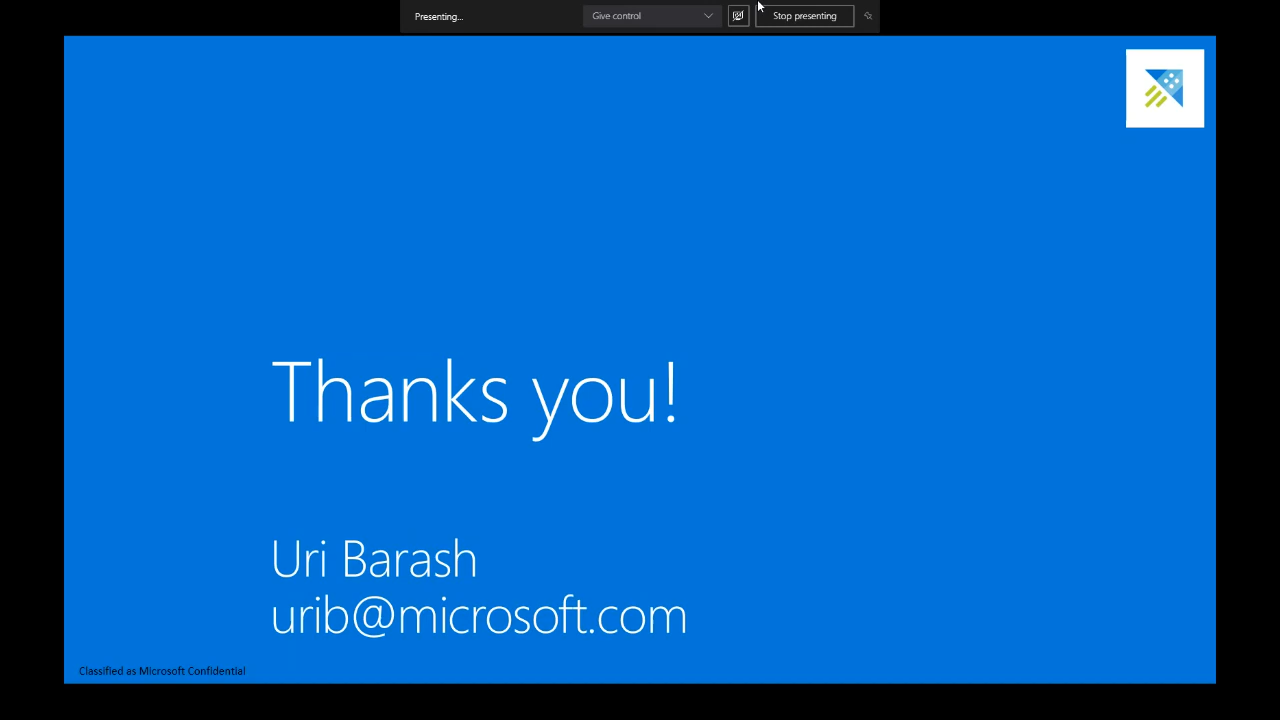 Presenting...
Give control
Stop presenting
Thanks you!
Uri Barash
urib@microsoft.com
Classified as Microsoft Confidential